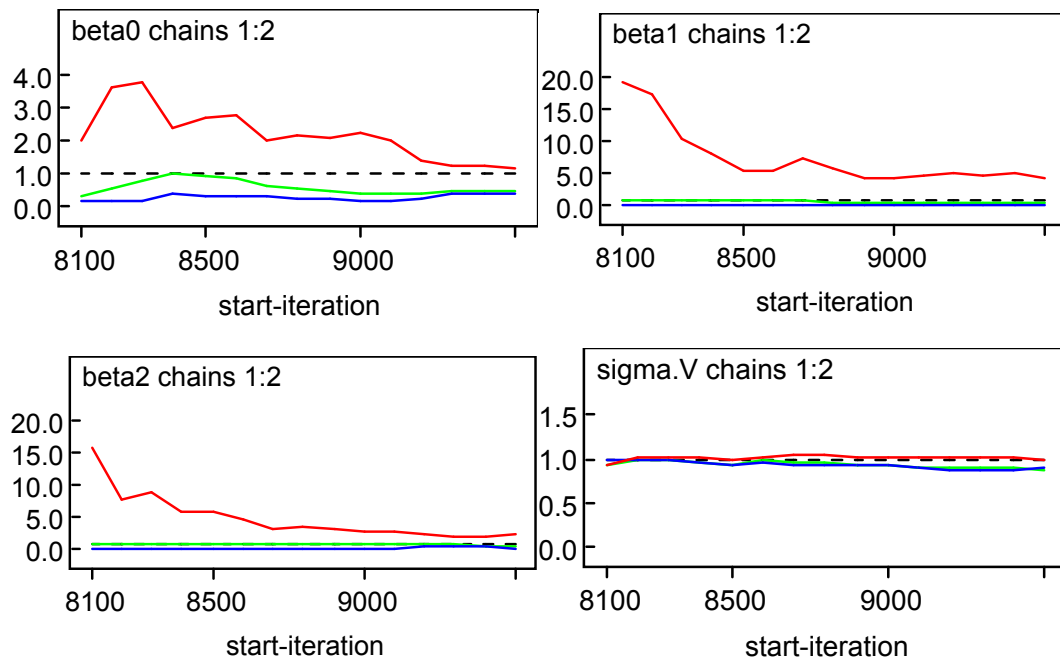 beta0 chains 1:2
4.0
3.0
2.0
1.0
0.0
8100 8500 9000
start-iteration
beta1 chains 1:2
20.0
15.0
10.0
5.0
0.0
8100 8500 9000
start-iteration
beta2 chains 1:2
20.0
15.0
10.0
5.0
0.0
8100 8500 9000
start-iteration
sigma.V chains 1:2
1.5
1.0
0.5
0.0
8100 8500 9000
start-iteration